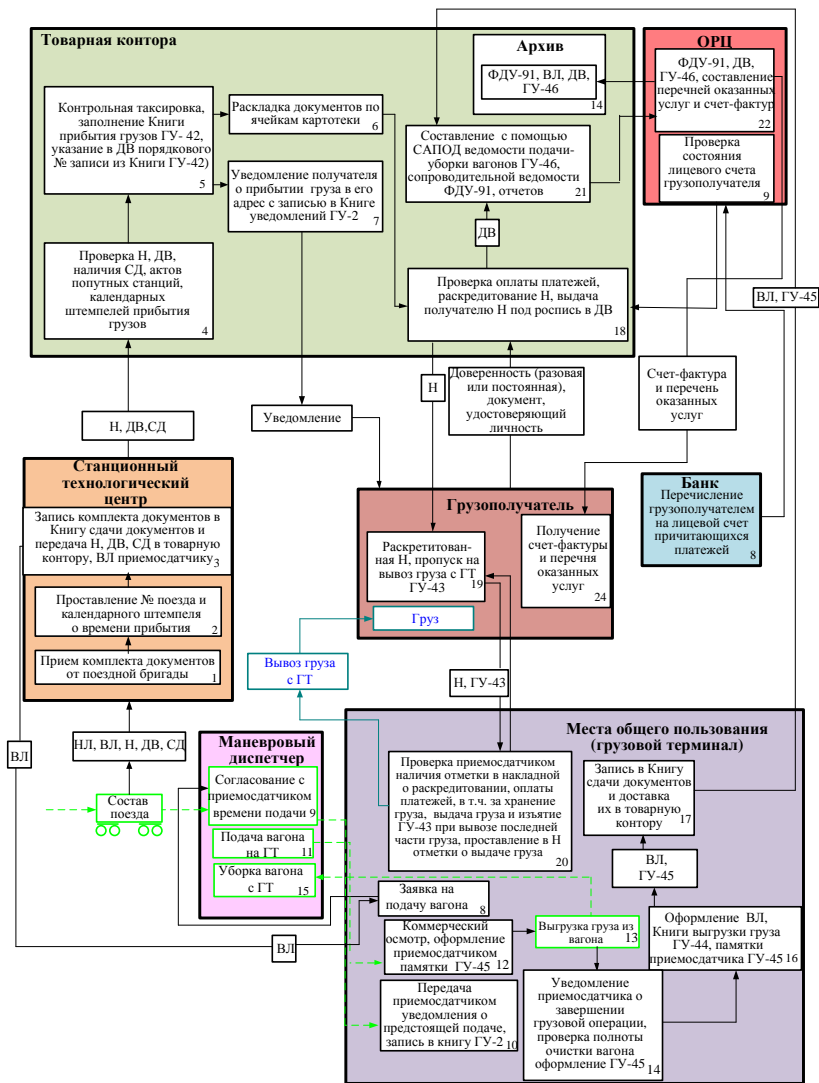 Товарная контора
Архив
ФДУ-91, ВЛ, ДВ,
ГУ-46
14
ОРЦ
ФДУ-91, ДВ,
ГУ-46, составление
перечней оказанных
услуг и счет-фактур
22
Проверка
состояния
лицевого счета
грузополучателя
9
Контрольная таксировка,
заполнение Книги
прибытия грузов ГУ- 42,
указание в ДВ порядкового
№ записи из Книги ГУ-42)
5
Раскладка документов по
ячейкам картотеки
6
Уведомление получателя
о прибытии груза в его
адрес с записью в Книге
уведомлений ГУ-2
7
Составление с помощью
САПОД ведомости подачи-
уборки вагонов ГУ-46,
сопроводительной ведомости
ФДУ-91, отчетов
21
ДВ
Проверка Н, ДВ,
наличия СД, актов
попутных станций,
календарных
штемпелей прибытия
грузов
4
Проверка оплаты платежей,
раскредитование Н, выдача
получателю Н под роспись в ДВ
18
ВЛ, ГУ-45
Н
Доверенность (разовая
или постоянная),
документ,
удостоверяющий
личность
Счет-фактура
и перечень
оказанных
услуг
Н, ДВ,СД
Уведомление
Станционный
технологический
центр
Запись комплекта документов в
Книгу сдачи документов и
передача Н, ДВ, СД в товарную
контору, ВЛ приемосдатчику
3
Проставление № поезда и
календарного штемпеля
о времени прибытия
2
Прием комплекта документов
от поездной бригады
1
Грузополучатель
Раскретитован-
ная Н, пропуск на
вывоз груза с ГТ
ГУ-43
19
Получение
счет-фактуры
и перечня
оказанных
услуг
24
Груз
Банк
Перечисление
грузополучателем
на лицевой счет
причитающихся
платежей
8
Вывоз груза
с ГТ
Н, ГУ-43
НЛ, ВЛ, Н, ДВ, СД
ВЛ
Состав
поезда
Маневровый
диспетчер
Согласование с
приемосдатчиком
времени подачи 9
Подача вагона
на ГТ
11
Уборка вагона
с ГТ
15
Места общего пользования
(грузовой терминал)
Проверка приемосдатчиком
наличия отметки в накладной
о раскредитовании, оплаты
платежей, в т.ч. за хранение
груза, выдача груза и изъятие
ГУ-43 при вывозе последней
части груза, проставление в Н
отметки о выдаче груза
20
Запись в Книгу
сдачи документов
и доставка
их в товарную
контору
17
ВЛ,
ГУ-45
Заявка на
подачу вагона
8
Коммерческий
осмотр, оформление
приемосдатчиком
памятки ГУ-45
12
Выгрузка груза из
вагона
13
Оформление ВЛ,
Книги выгрузки груза
ГУ-44, памятки
приемосдатчика ГУ-45
16
ВЛ
Передача
приемосдатчиком
уведомления о
предстоящей подаче,
запись в книгу ГУ-2
10
Уведомление
приемосдатчика о
завершении
грузовой операции,
проверка полноты
очистки вагона
оформление ГУ-45
14